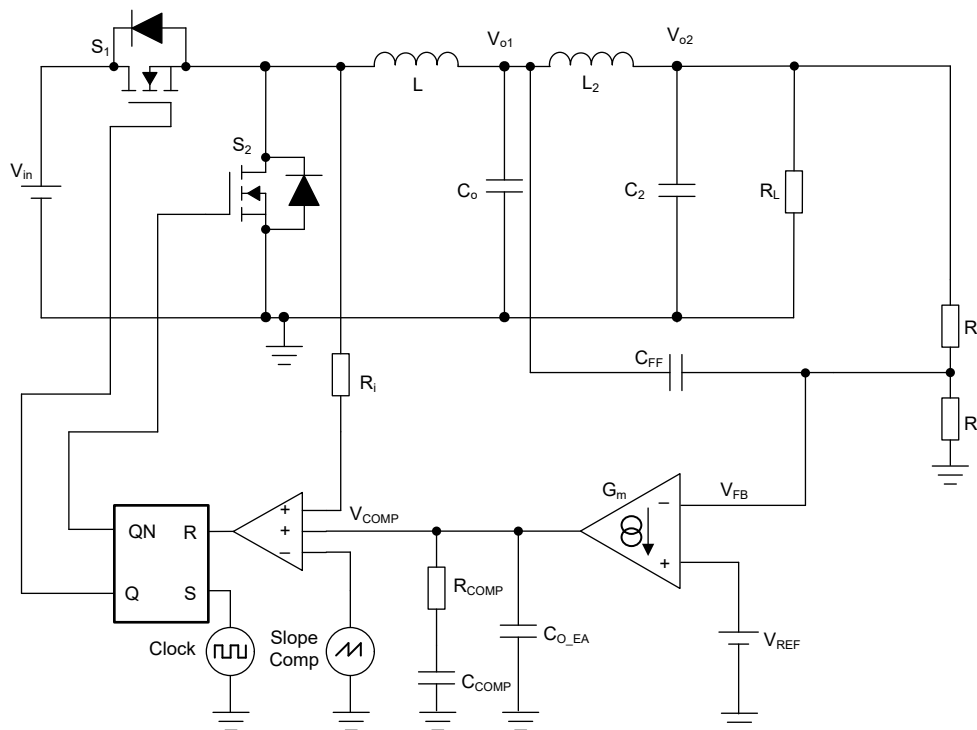 S1
Vo1
Vo2
L
L2
S2
Vin
Co
C2
RL
R
CFF
Ri
R
Gm
VFB
VCOMP
+
+
−
−
+
QN
R
Q
S
RCOMP
CO_EA
VREF
Clock
Slope
Comp
CCOMP